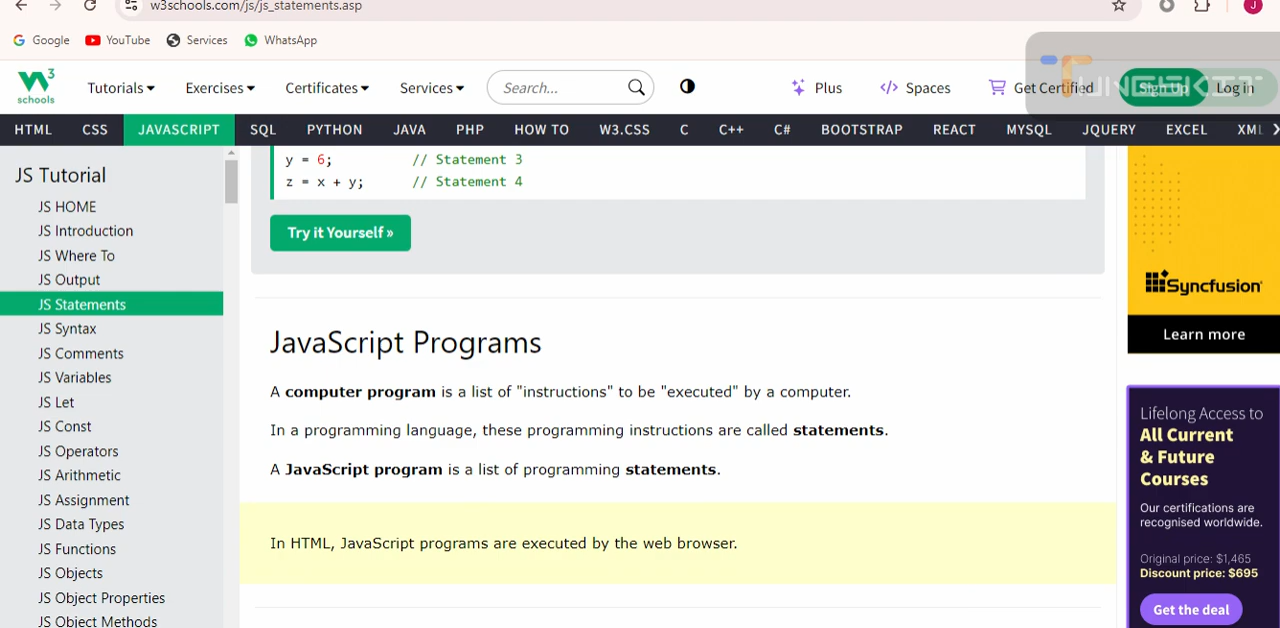 w3schools.com/js/js_statements.asp
J
Google YouTube Services WhatsApp
W3 schools
Tutorials Exercises Certificates Services Search... Plus Spaces Get Certified Sign Up Log in
HTML CSS JAVASCRIPT SQL PYTHON JAVA PHP HOW TO W3.CSS C C++ C# BOOTSTRAP REACT MYSQL JQUERY EXCEL XML
JS Tutorial
JS HOME
JS Introduction
JS Where To
JS Output
JS Statements
JS Syntax
JS Comments
JS Variables
JS Let
JS Const
JS Operators
JS Arithmetic
JS Assignment
JS Data Types
JS Functions
JS Objects
JS Object Properties
JS Object Methods
y = 6; // Statement 3
z = x + y; // Statement 4
Try it Yourself »
JavaScript Programs
A computer program is a list of "instructions" to be "executed" by a computer.
In a programming language, these programming instructions are called statements.
A JavaScript program is a list of programming statements.
In HTML, JavaScript programs are executed by the web browser.
Syncfusion
Learn more
Lifelong Access to
All Current
& Future
Courses
Our certifications are
recognised worldwide.
Original price: $1,465
Discount price: $695
Get the deal